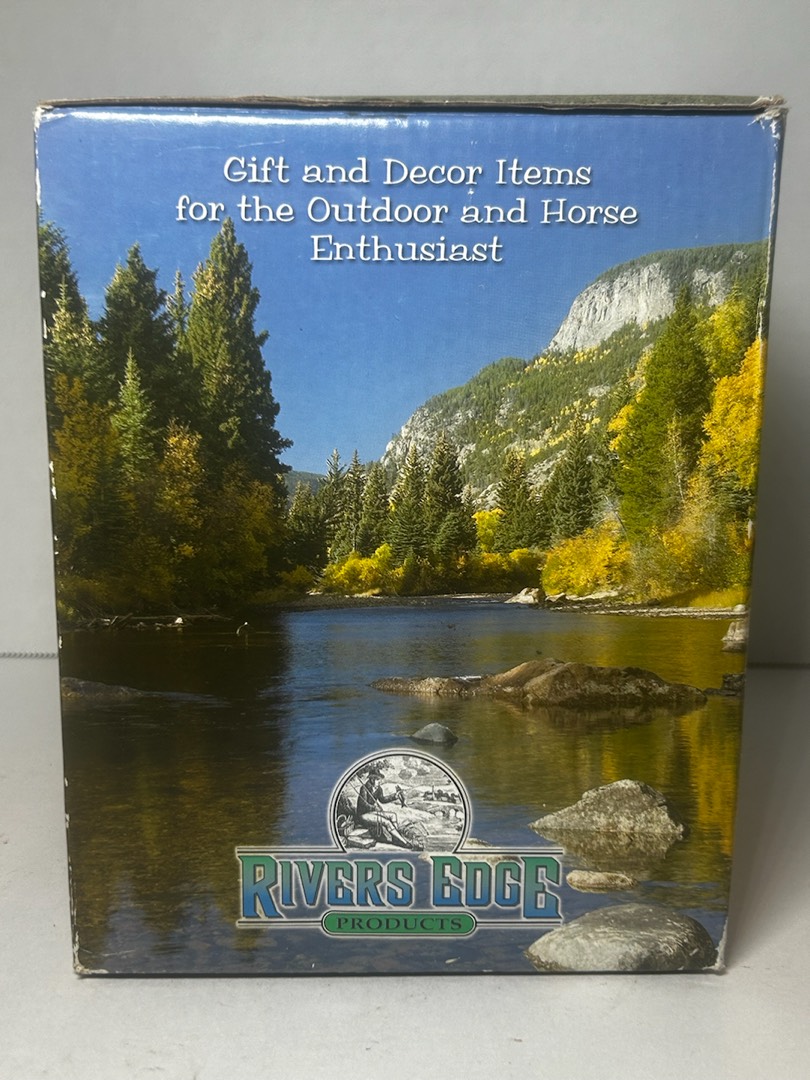 Gift and Decor Items
for the Outdoor and Horse
Enthusiast
RIVERS EDGE
PRODUCTS